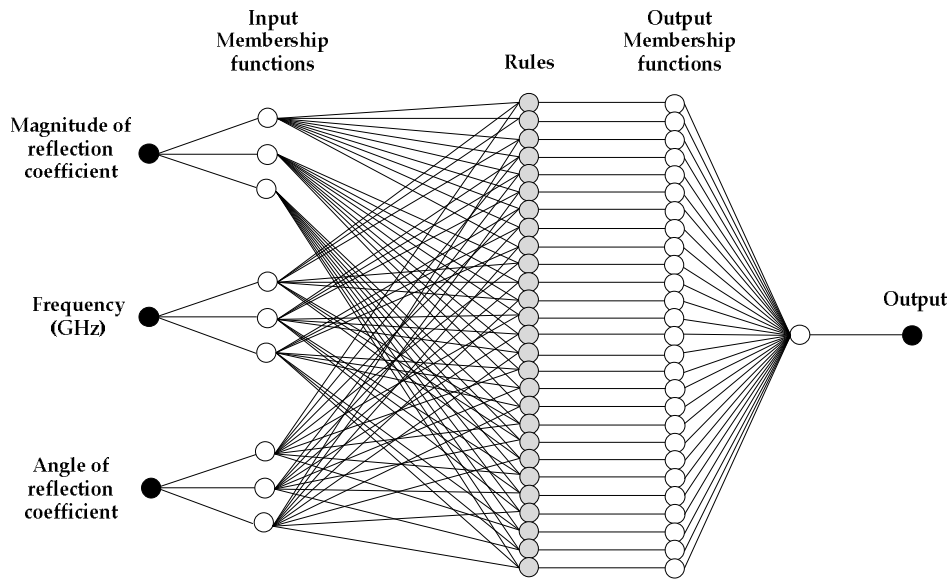 Input
Membership
functions
Output
Membership
functions
Rules
Magnitude of
reflection
coefficient
Frequency
(GHz)
Output
Angle of
reflection
coefficient